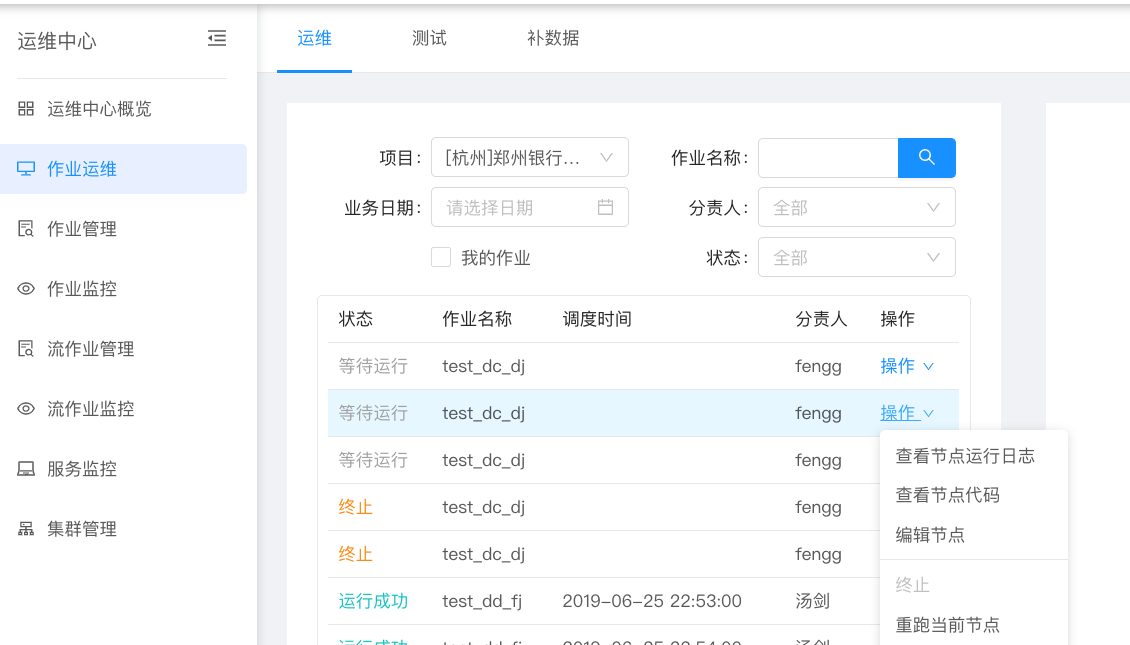 运维中心
运维中心概览
作业运维
作业管理
作业监控
流作业管理
流作业监控
服务监控
集群管理
运维 测试 补数据
项目: [杭州]郑州银行... 作业名称:
业务日期: 请选择日期 分责人: 全部
我的作业 状态: 全部
状态 作业名称 调度时间 分责人 操作
等待运行 test_dc_dj fengg 操作
等待运行 test_dc_dj fengg 操作
等待运行 test_dc_dj fengg
终止 test_dc_dj fengg
终止 test_dc_dj fengg
运行成功 test_dd_fj 2019-06-25 22:53:00 汤剑
查看节点运行日志
查看节点代码
编辑节点
终止
重跑当前节点